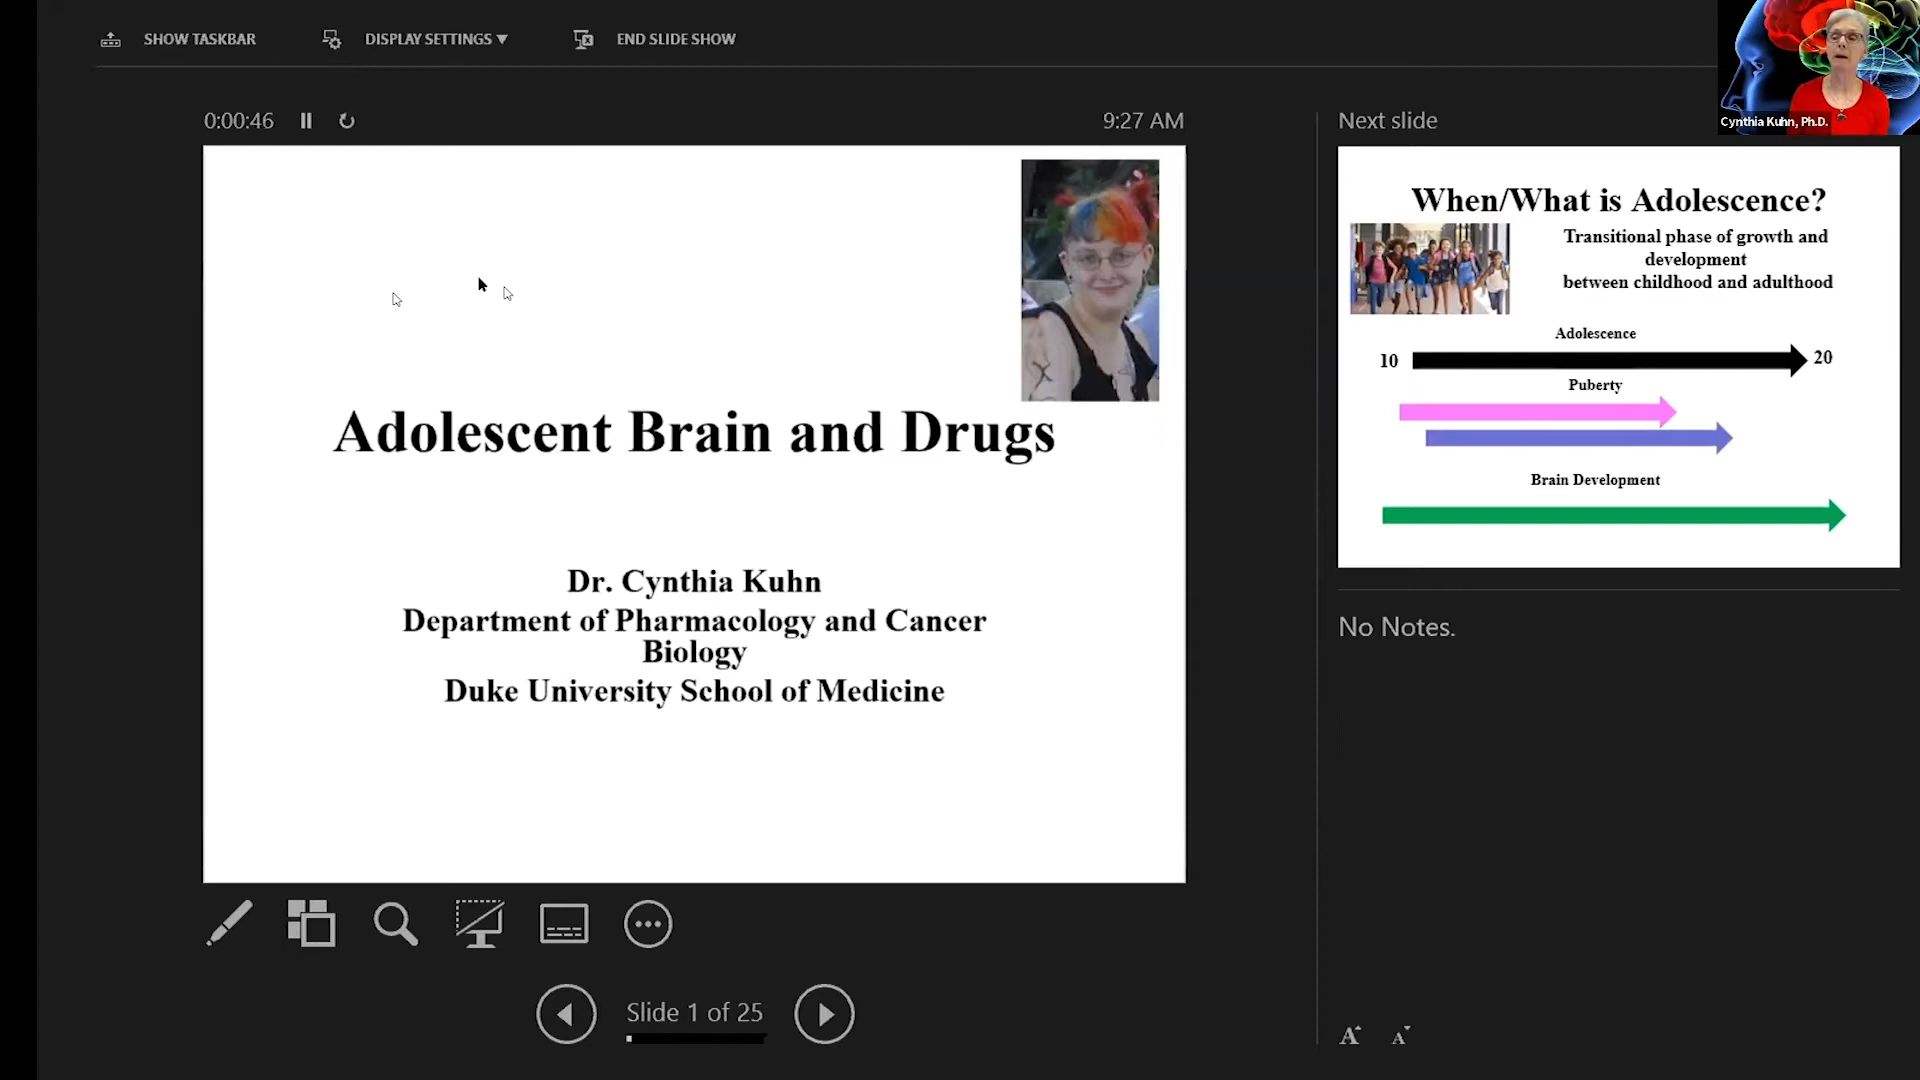 SHOW TASKBAR
DISPLAY SETTINGS ▼
END SLIDE SHOW
Cynthia Kuhn, Ph.D.
0:00:46
9:27 AM
Adolescent Brain and Drugs
Dr. Cynthia Kuhn
Department of Pharmacology and Cancer
Biology
Duke University School of Medicine
Slide 1 of 25
Next slide
When/What is Adolescence?
Transitional phase of growth and
development
between childhood and adulthood
Adolescence
10
20
Puberty
Brain Development
No Notes.
A A